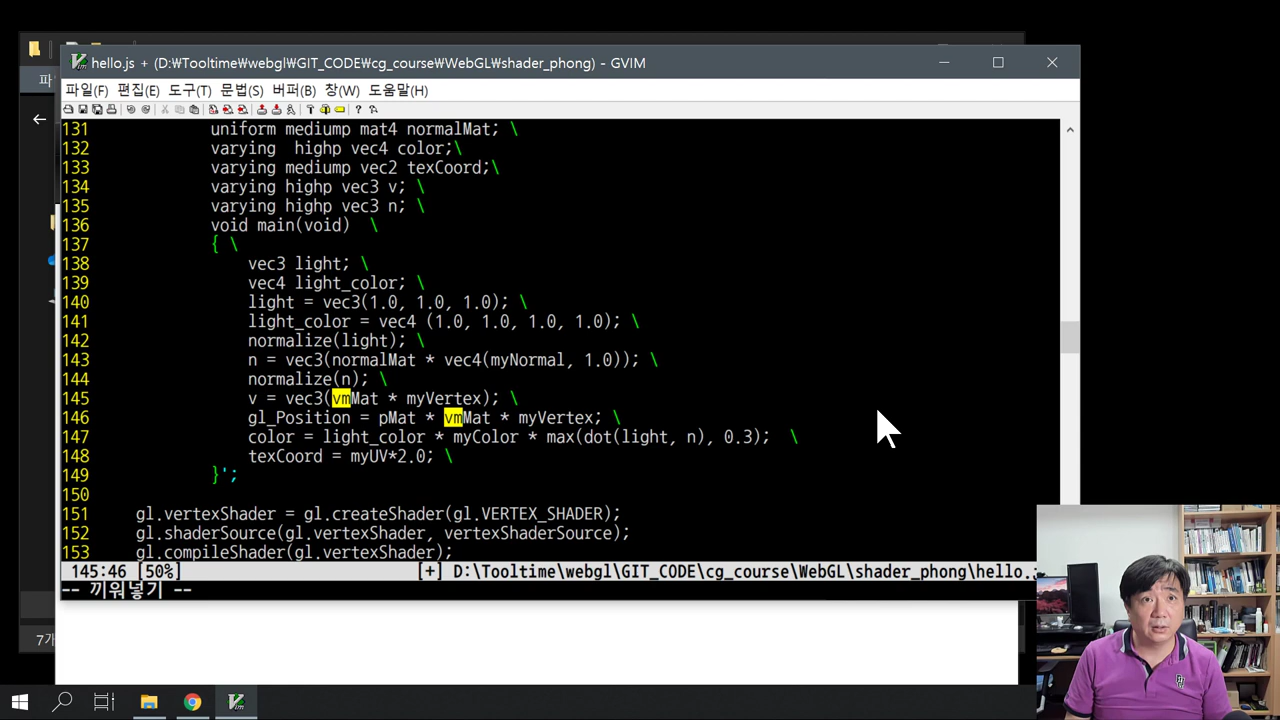 hello.js + (D:₩Tooltime₩webgl₩GIT_CODE₩cg_course₩WebGL₩shader_phong) - GVIM
파일(F) 편집(E) 도구(T) 문법(S) 버퍼(B) 창(W) 도움말(H)
131 uniform mediump mat4 normalMat; \
132 varying  highp vec4 color;\
133 varying mediump vec2 texCoord;\
134 varying highp vec3 v; \
135 varying highp vec3 n; \
136 void main(void)  \
137 { \
138 vec3 light; \
139 vec4 light_color; \
140 light = vec3(1.0, 1.0, 1.0); \
141 light_color = vec4 (1.0, 1.0, 1.0, 1.0); \
142 normalize(light); \
143 n = vec3(normalMat * vec4(myNormal, 1.0)); \
144 normalize(n); \
145 v = vec3(vmMat * myVertex); \
146 gl_Position = pMat * vmMat * myVertex; \
147 color = light_color * myColor * max(dot(light, n), 0.3);  \
148 texCoord = myUV*2.0; \
149 }';
150
151 gl.vertexShader = gl.createShader(gl.VERTEX_SHADER);
152 gl.shaderSource(gl.vertexShader, vertexShaderSource);
153 gl.compileShader(gl.vertexShader);
145:46 [50%] [+] D:\Tooltime\webgl\GIT_CODE\cg_course\WebGL\shader_phong\hello.j
-- 끼워넣기 --
파
7개